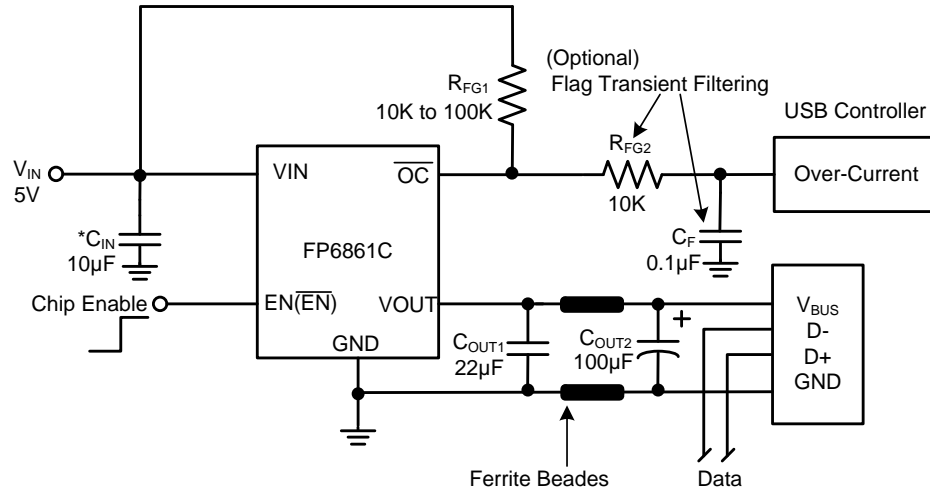 (Optional)
Flag Transient Filtering
RFG1
10K to 100K
USB Controller
RFG2
VIN
5V
VIN
OC
10K
Over-Current
*CIN
10µF
FP6861C
CF
0.1µF
Chip Enable
EN(EN)
VOUT
GND
COUT1
22µF
COUT2
100µF
+
VBUS
D-
D+
GND
Ferrite Beades
Data